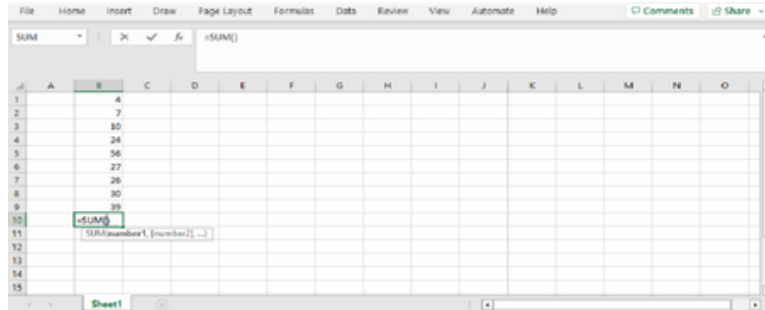 File Home Insert Draw Page Layout Formulas Data Review View Automate Help Comments Share
SUM fx =SUM()
A B C D E F G H I J K L M N O
1 4
2 7
3 10
4 24
5 56
6 27
7 26
8 30
9 39
10 =SUM()
11 SUM(number1, [number2], ...)
12
13
14
15
Sheet1